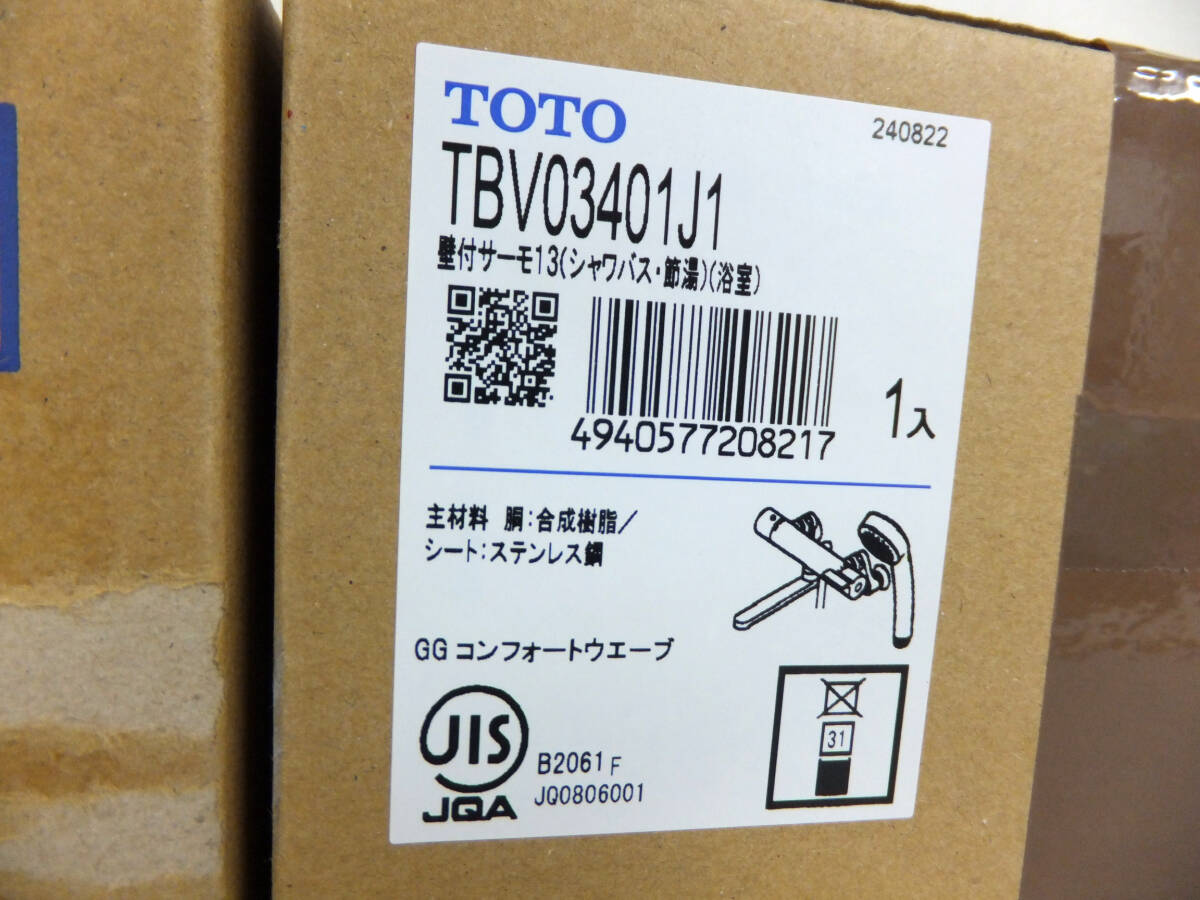 TOTO
240822
TBV03401J1
壁付サーモ13(シャワバス・節湯)(浴室)
4940577208217
1入
主材料 胴:合成樹脂/
シート:ステンレス鋼
GG コンフォートウエーブ
JIS
JQA
B2061 F
JQ0806001
31